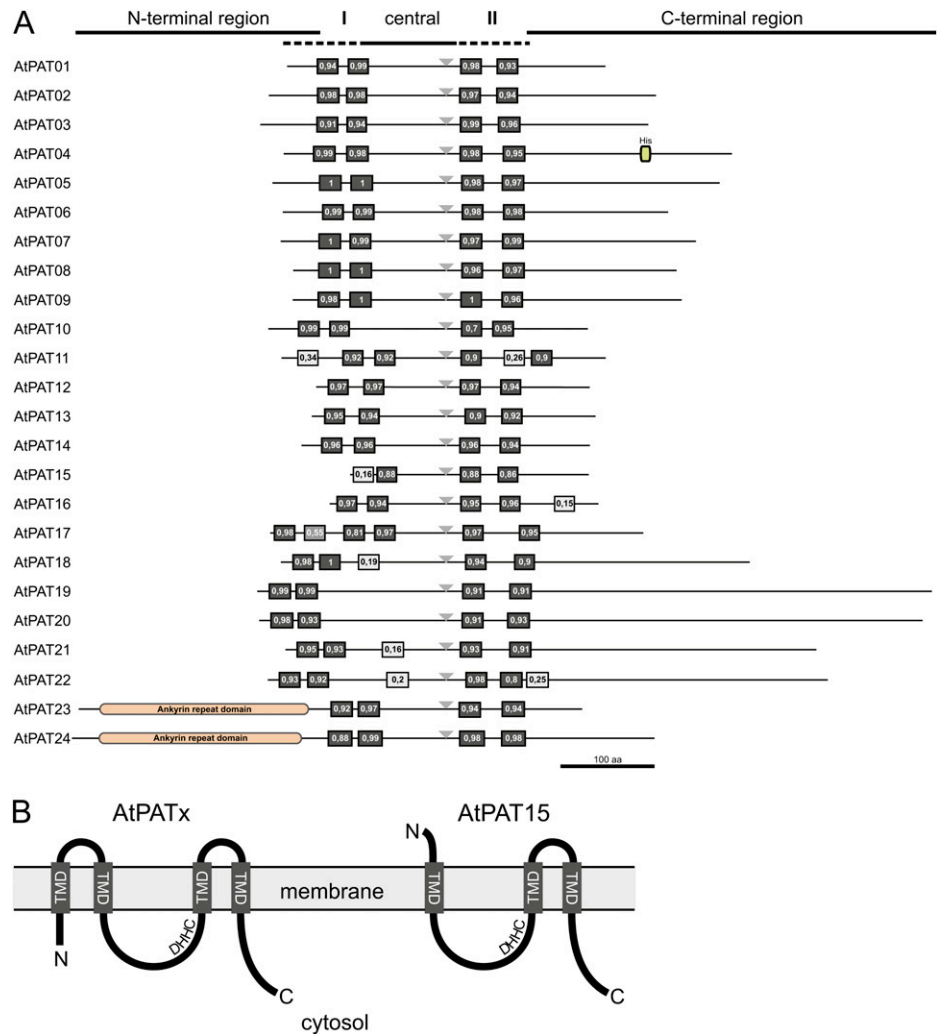 A
N-terminal region I central II C-terminal region
AtPAT01 0,94 0,99 0,98 0,93
AtPAT02 0,98 0,98 0,97 0,94
AtPAT03 0,91 0,94 0,99 0,96
His
AtPAT04 0,99 0,98 0,98 0,95
AtPAT05 1 1 0,98 0,97
AtPAT06 0,99 0,99 0,98 0,98
AtPAT07 1 0,99 0,97 0,99
AtPAT08 1 1 0,96 0,97
AtPAT09 0,98 1 1 0,96
AtPAT10 0,99 0,99 0,7 0,95
AtPAT11 0,34 0,92 0,92 0,9 0,26 0,9
AtPAT12 0,97 0,97 0,97 0,94
AtPAT13 0,95 0,94 0,9 0,92
AtPAT14 0,96 0,96 0,96 0,94
AtPAT15 0,16 0,88 0,88 0,86
AtPAT16 0,97 0,94 0,95 0,96 0,15
AtPAT17 0,98 0,55 0,81 0,97 0,97 0,95
AtPAT18 0,98 1 0,19 0,94 0,9
AtPAT19 0,99 0,99 0,91 0,91
AtPAT20 0,98 0,93 0,91 0,93
AtPAT21 0,95 0,93 0,16 0,93 0,91
AtPAT22 0,93 0,92 0,2 0,98 0,8 0,25
AtPAT23 Ankyrin repeat domain 0,92 0,97 0,94 0,94
AtPAT24 Ankyrin repeat domain 0,88 0,99 0,98 0,98
100 aa
B
AtPATx AtPAT15
N
TMD TMD TMD TMD membrane TMD TMD TMD
DHHC DHHC
N
C C
cytosol